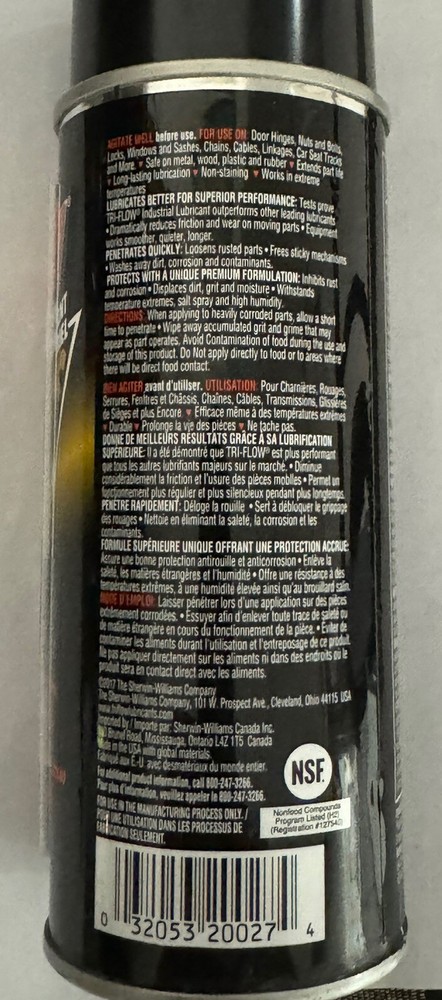 AGITATE WELL before use. FOR USE ON: Door Hinges, Nuts and Bolts,
Locks, Windows and Sashes, Chains, Cables, Linkages, Car Seat Tracks
and More. ▾ Safe on metal, wood, plastic and rubber ▾ Extends part life
▾ Long-lasting lubrication ▾ Non-staining ▾ Works in extreme
temperatures
LUBRICATES BETTER FOR SUPERIOR PERFORMANCE: Tests prove
TRI-FLOW® Industrial Lubricant outperforms other leading lubricants
• Dramatically reduces friction and wear on moving parts • Equipment
works smoother, quieter, longer.
PENETRATES QUICKLY: Loosens rusted parts • Frees sticky mechanisms
• Washes away dirt, corrosion and contaminants.
PROTECTS WITH A UNIQUE PREMIUM FORMULATION: Inhibits rust
and corrosion • Displaces dirt, grit and moisture • Withstands
temperature extremes, salt spray and high humidity.
DIRECTIONS: When applying to heavily corroded parts, allow a short
time to penetrate • Wipe away accumulated grit and grime that may
appear as part operates. Avoid Contamination of food during the use and
storage of this product. Do Not apply directly to food or to areas where
there will be direct food contact.
BIEN AGITER avant d'utiliser. UTILISATION: Pour Charnières, Rouages,
Serrures, Fenêtres et Châssis, Chaînes, Câbles, Transmissions, Glissières
de Sièges et plus Encore ▾ Efficace même à des températures extrêmes
▾ Durable ▾ Prolonge la vie des pièces ▾ Ne tache pas.
DONNE DE MEILLEURS RÉSULTATS GRÂCE À SA LUBRIFICATION
SUPÉRIEURE: Il a été démontré que TRI-FLOW® est plus performant
que tous les autres lubrifiants majeurs sur le marché. • Diminue
considérablement la friction et l'usure des pièces mobiles • Permet un
fonctionnement plus régulier et plus silencieux pendant plus longtemps.
PÉNÈTRE RAPIDEMENT: Déloge la rouille • Sert à débloquer le grippage
des rouages • Nettoie en éliminant la saleté, la corrosion et les
contaminants.
FORMULE SUPÉRIEURE UNIQUE OFFRANT UNE PROTECTION ACCRUE:
Assure une bonne protection antirouille et anticorrosion • Enlève la
saleté, les matières étrangères et l'humidité • Offre une résistance à des
températures extrêmes, à une humidité élevée ainsi qu'au brouillard salin.
MODE D'EMPLOI: Laisser pénétrer lors d'une application sur des pièces
extrêmement corrodées. • Essuyer afin d'enlever toute trace de saleté ou
de matière étrangère en cours du fonctionnement de la pièce. • Éviter de
contaminer les aliments durant l'utilisation et l'entreposage de ce produit.
Ne pas appliquer directement sur les aliments ni dans des endroits où le
produit sera en contact direct avec les aliments.
©2017 The Sherwin-Williams Company
The Sherwin-Williams Company, 101 W. Prospect Ave., Cleveland, Ohio 44115 USA
www.triflowlubricants.com
Imported by / Importé par: Sherwin-Williams Canada Inc.
Brunel Road, Mississauga, Ontario L4Z 1T5 Canada
in the USA with global materials.
Fabriqué aux É-U avec des matériaux du monde entier.
For additional product information, call 800-247-3266.
Pour plus d'information, veuillez appeler le 800-247-3266.
FOR USE IN THE MANUFACTURING PROCESS ONLY. /
UNE UTILISATION DANS LES PROCESSUS DE
SEULEMENT.
NSF.
Nonfood Compounds
Program Listed (H2)
(Registration #127540)
0 32053 20027 4